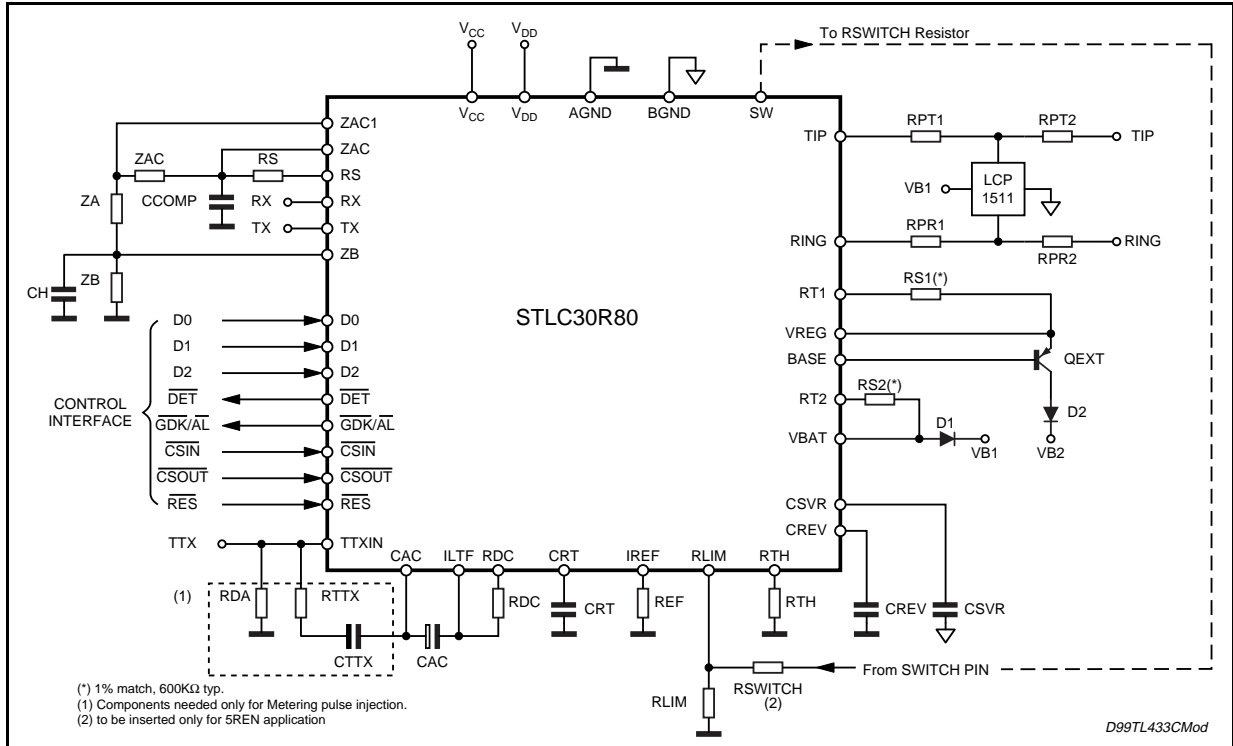 VCC VDD To RSWITCH Resistor
VCC VDD AGND BGND SW
ZAC1
ZAC
RS
RX
TX
ZB
ZAC RS
ZA CCOMP RX
TX
CH ZB
TIP RPT1 RPT2 TIP
VB1 LCP
1511
RING RPR1 RPR2 RING
RT1 RS1(*)
VREG
BASE QEXT
RT2 RS2(*) D2
VBAT D1 VB1 VB2
CSVR
CREV
STLC30R80
CONTROL
INTERFACE
D0 D0
D1 D1
D2 D2
DET DET
GDK/AL GDK/AL
CSIN CSIN
CSOUT CSOUT
RES RES
TTX TTXIN
CAC ILTF RDC CRT IREF RLIM RTH
(1) RDA RTTX RDC CRT REF RTH CREV CSVR
CTTX CAC
RSWITCH From SWITCH PIN
(2)
RLIM
(*) 1% match, 600KΩ typ.
(1) Components needed only for Metering pulse injection.
(2) to be inserted only for 5REN application
D99TL433CMod